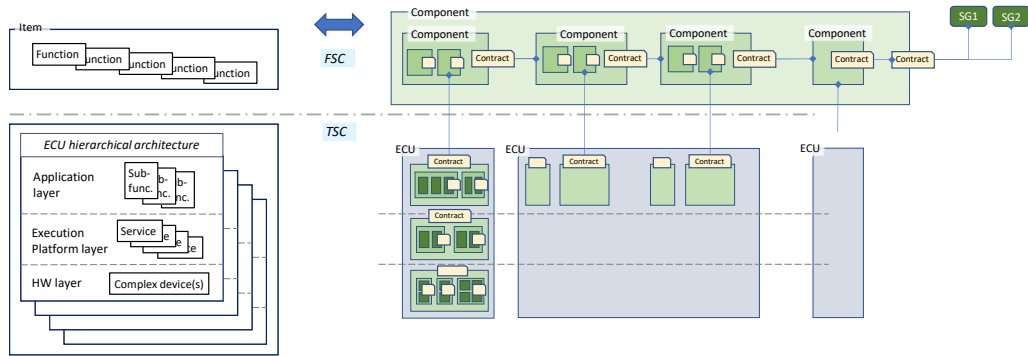 Item
Function
unction
unction
unction
unction
FSC
Component
Component
Component
Component
Component
Contract
Contract
Contract
Contract
Contract
SG1
SG2
TSC
ECU hierarchical architecture
Application
layer
Sub-
func.
b-
nc.
b-
nc.
Execution
Platform layer
Service
e
ce
HW layer
Complex device(s)
ECU
Contract
Contract
ECU
Contract
Contract
ECU